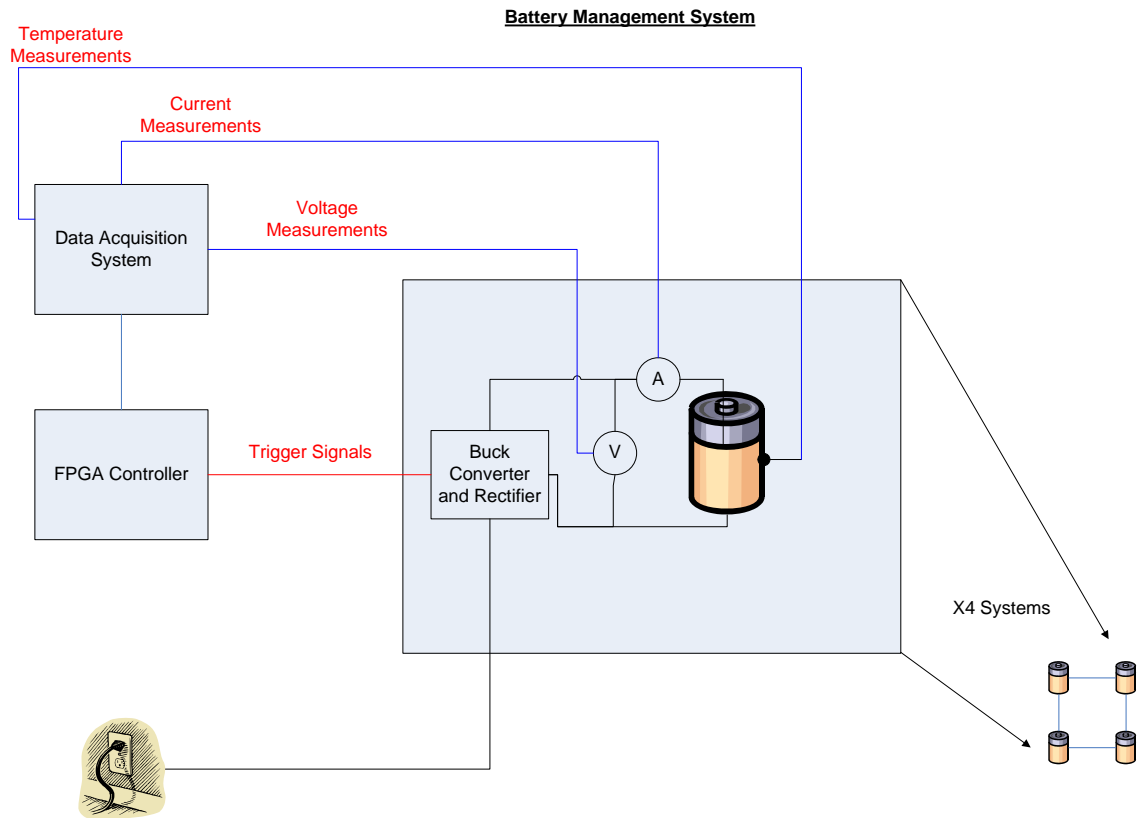 Battery Management System
Temperature
Measurements
Current
Measurements
Voltage
Measurements
Data Acquisition
System
A
V
Buck
Converter
and Rectifier
Trigger Signals
FPGA Controller
X4 Systems